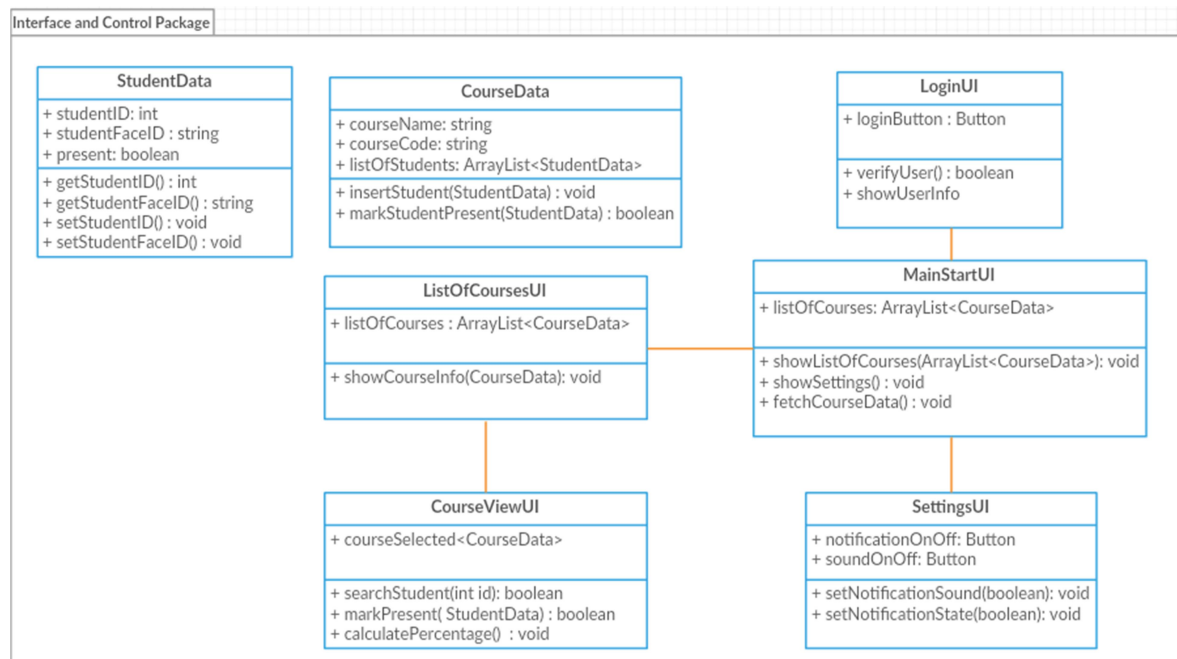 Interface and Control Package
StudentData
+ studentID: int
+ studentFaceID : string
+ present: boolean
+ getStudentID() : int
+ getStudentFaceID() : string
+ setStudentID() : void
+ setStudentFaceID() : void
CourseData
+ courseName: string
+ courseCode: string
+ listOfStudents: ArrayList<StudentData>
+ insertStudent(StudentData) : void
+ markStudentPresent(StudentData) : boolean
LoginUI
+ loginButton : Button
+ verifyUser() : boolean
+ showUserInfo
ListOfCoursesUI
+ listOfCourses : ArrayList<CourseData>
+ showCourseInfo(CourseData): void
MainStartUI
+ listOfCourses: ArrayList<CourseData>
+ showListOfCourses(ArrayList<CourseData>): void
+ showSettings() : void
+ fetchCourseData() : void
CourseViewUI
+ courseSelected<CourseData>
+ searchStudent(int id): boolean
+ markPresent( StudentData) : boolean
+ calculatePercentage()  : void
SettingsUI
+ notificationOnOff: Button
+ soundOnOff: Button
+ setNotificationSound(boolean): void
+ setNotificationState(boolean): void